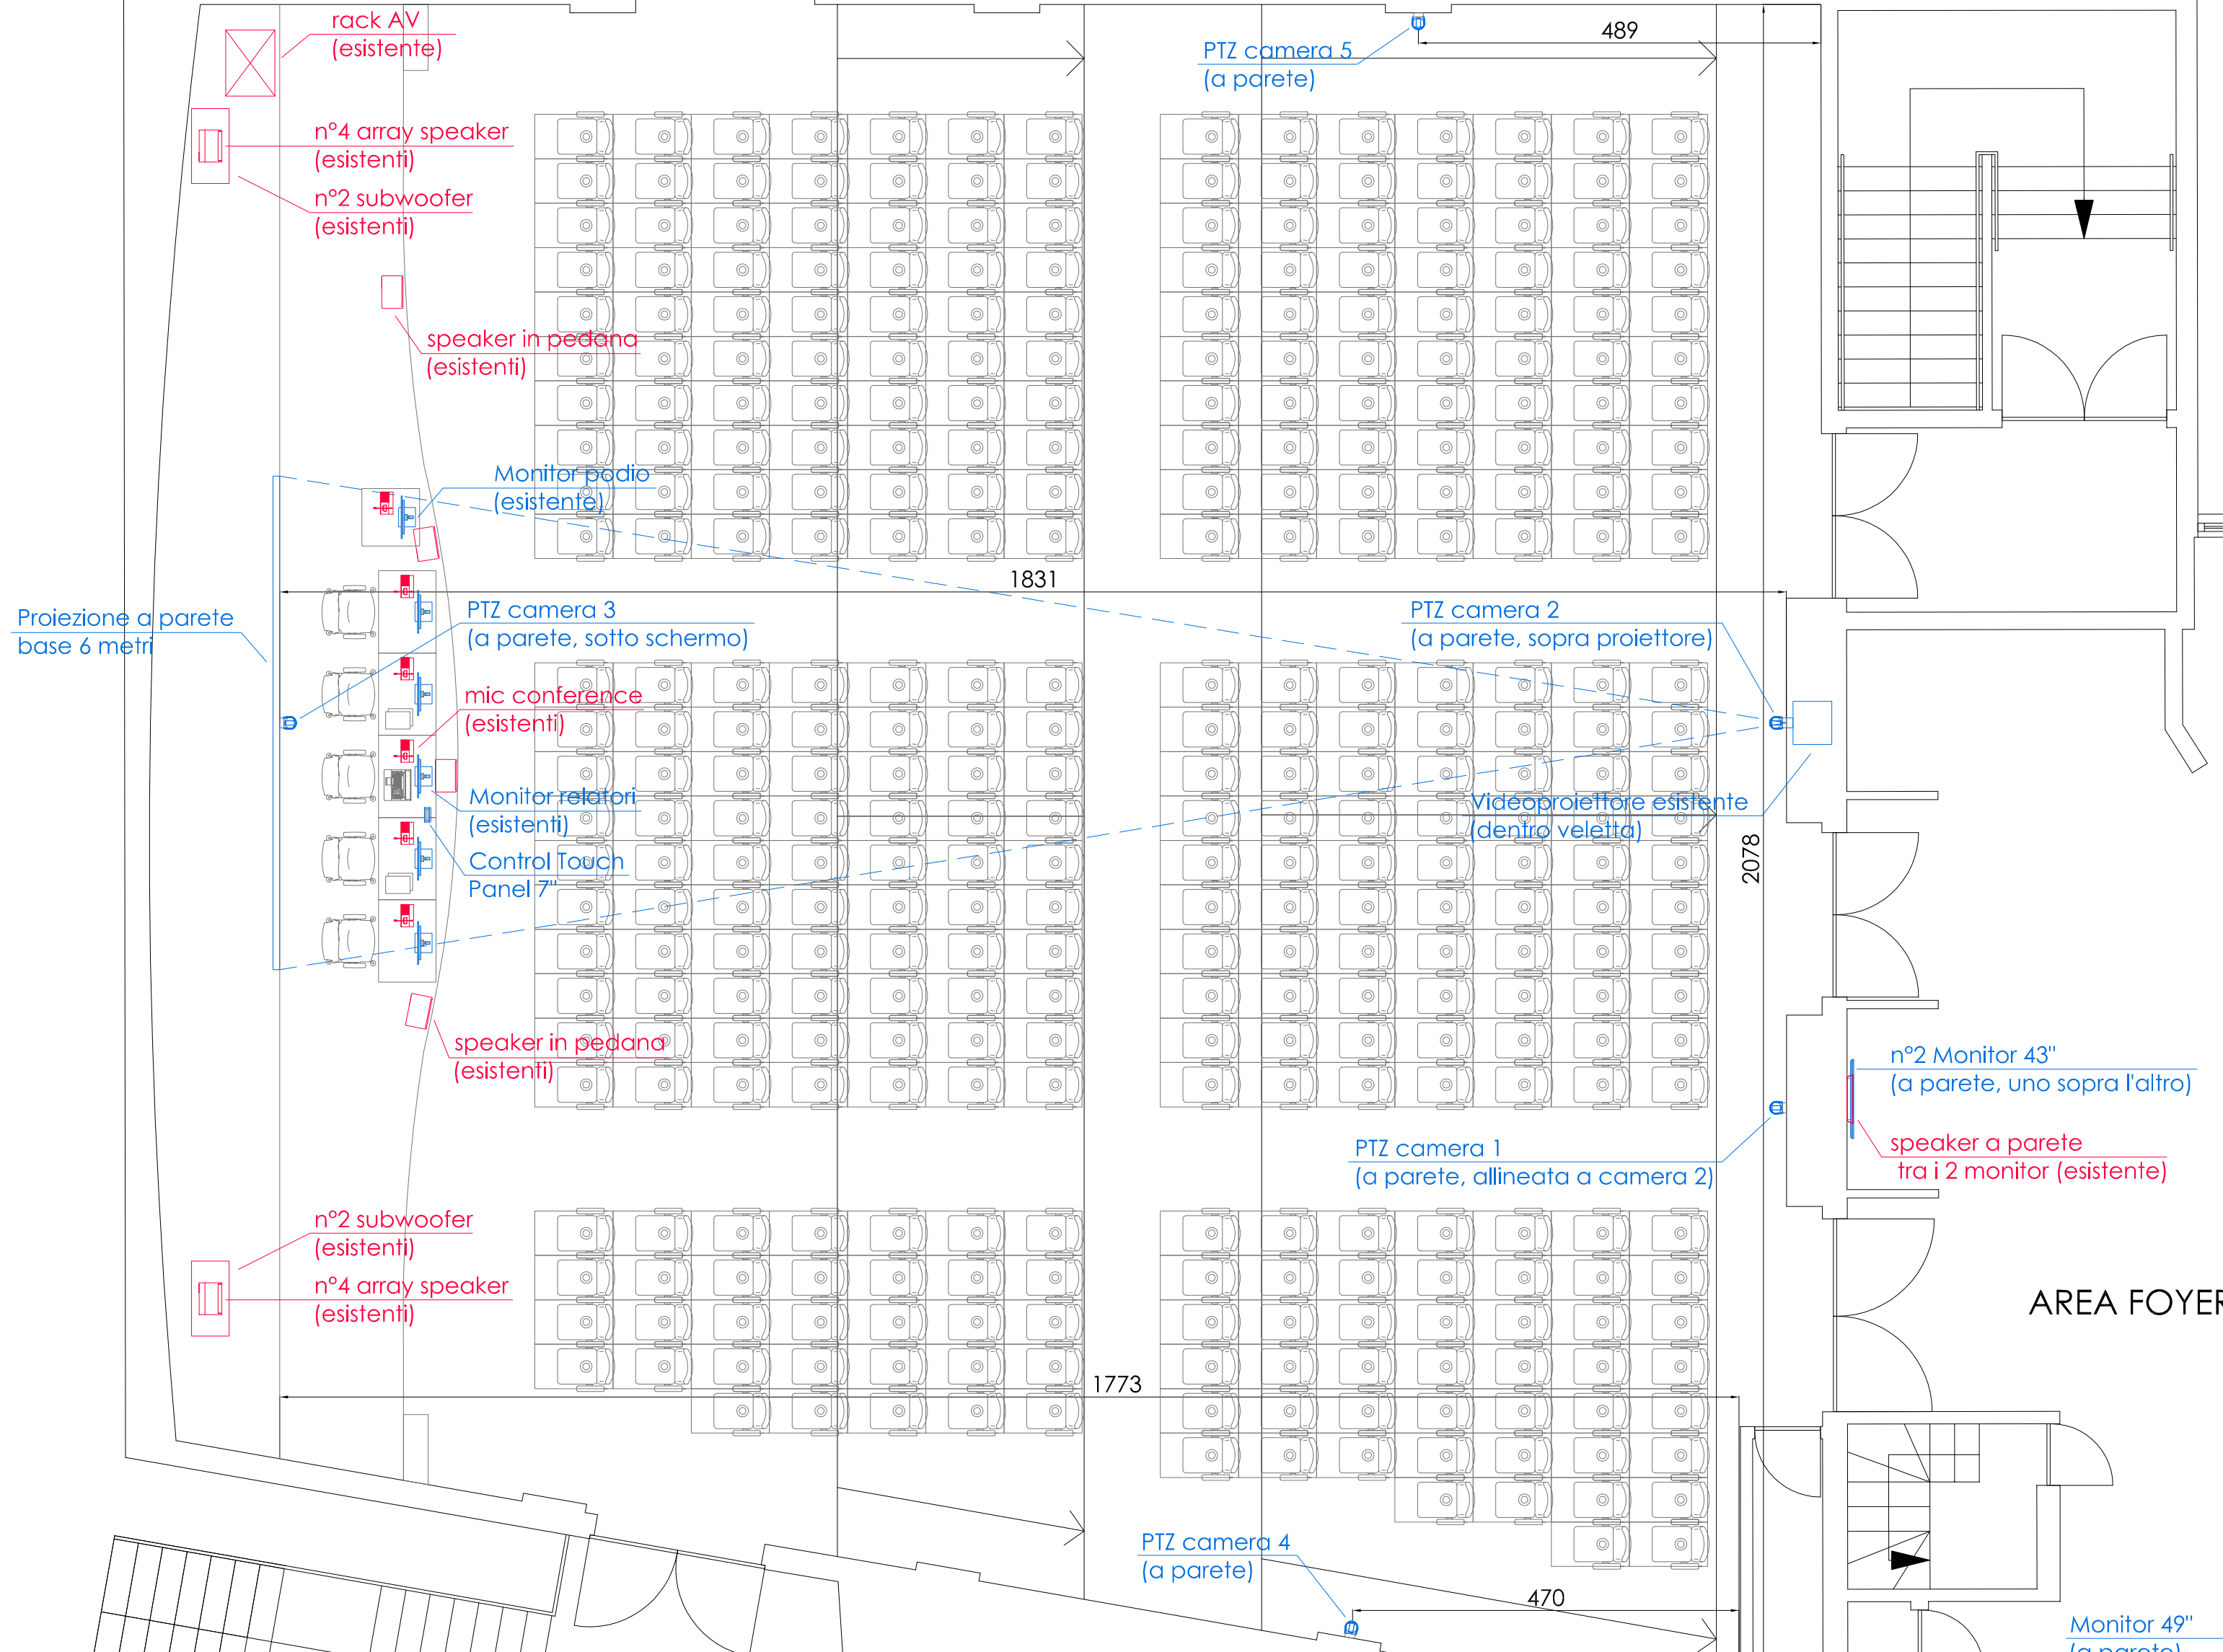 rack AV
(esistente)
PTZ camera 5
(a parete)
489
n°4 array speaker
(esistenti)
n°2 subwoofer
(esistenti)
speaker in pedana
(esistenti)
Monitor podio
(esistente)
1831
Proiezione a parete
base 6 metri
PTZ camera 3
(a parete, sotto schermo)
PTZ camera 2
(a parete, sopra proiettore)
mic conference
(esistenti)
Monitor relatori
(esistenti)
Videoproiettore esistente
(dentro veletta)
2078
Control Touch
Panel 7"
speaker in pedana
(esistenti)
n°2 Monitor 43"
(a parete, uno sopra l'altro)
PTZ camera 1
(a parete, allineata a camera 2)
speaker a parete
tra i 2 monitor (esistente)
n°2 subwoofer
(esistenti)
n°4 array speaker
(esistenti)
AREA FOYER
1773
PTZ camera 4
(a parete)
470
Monitor 49"
(a parete)